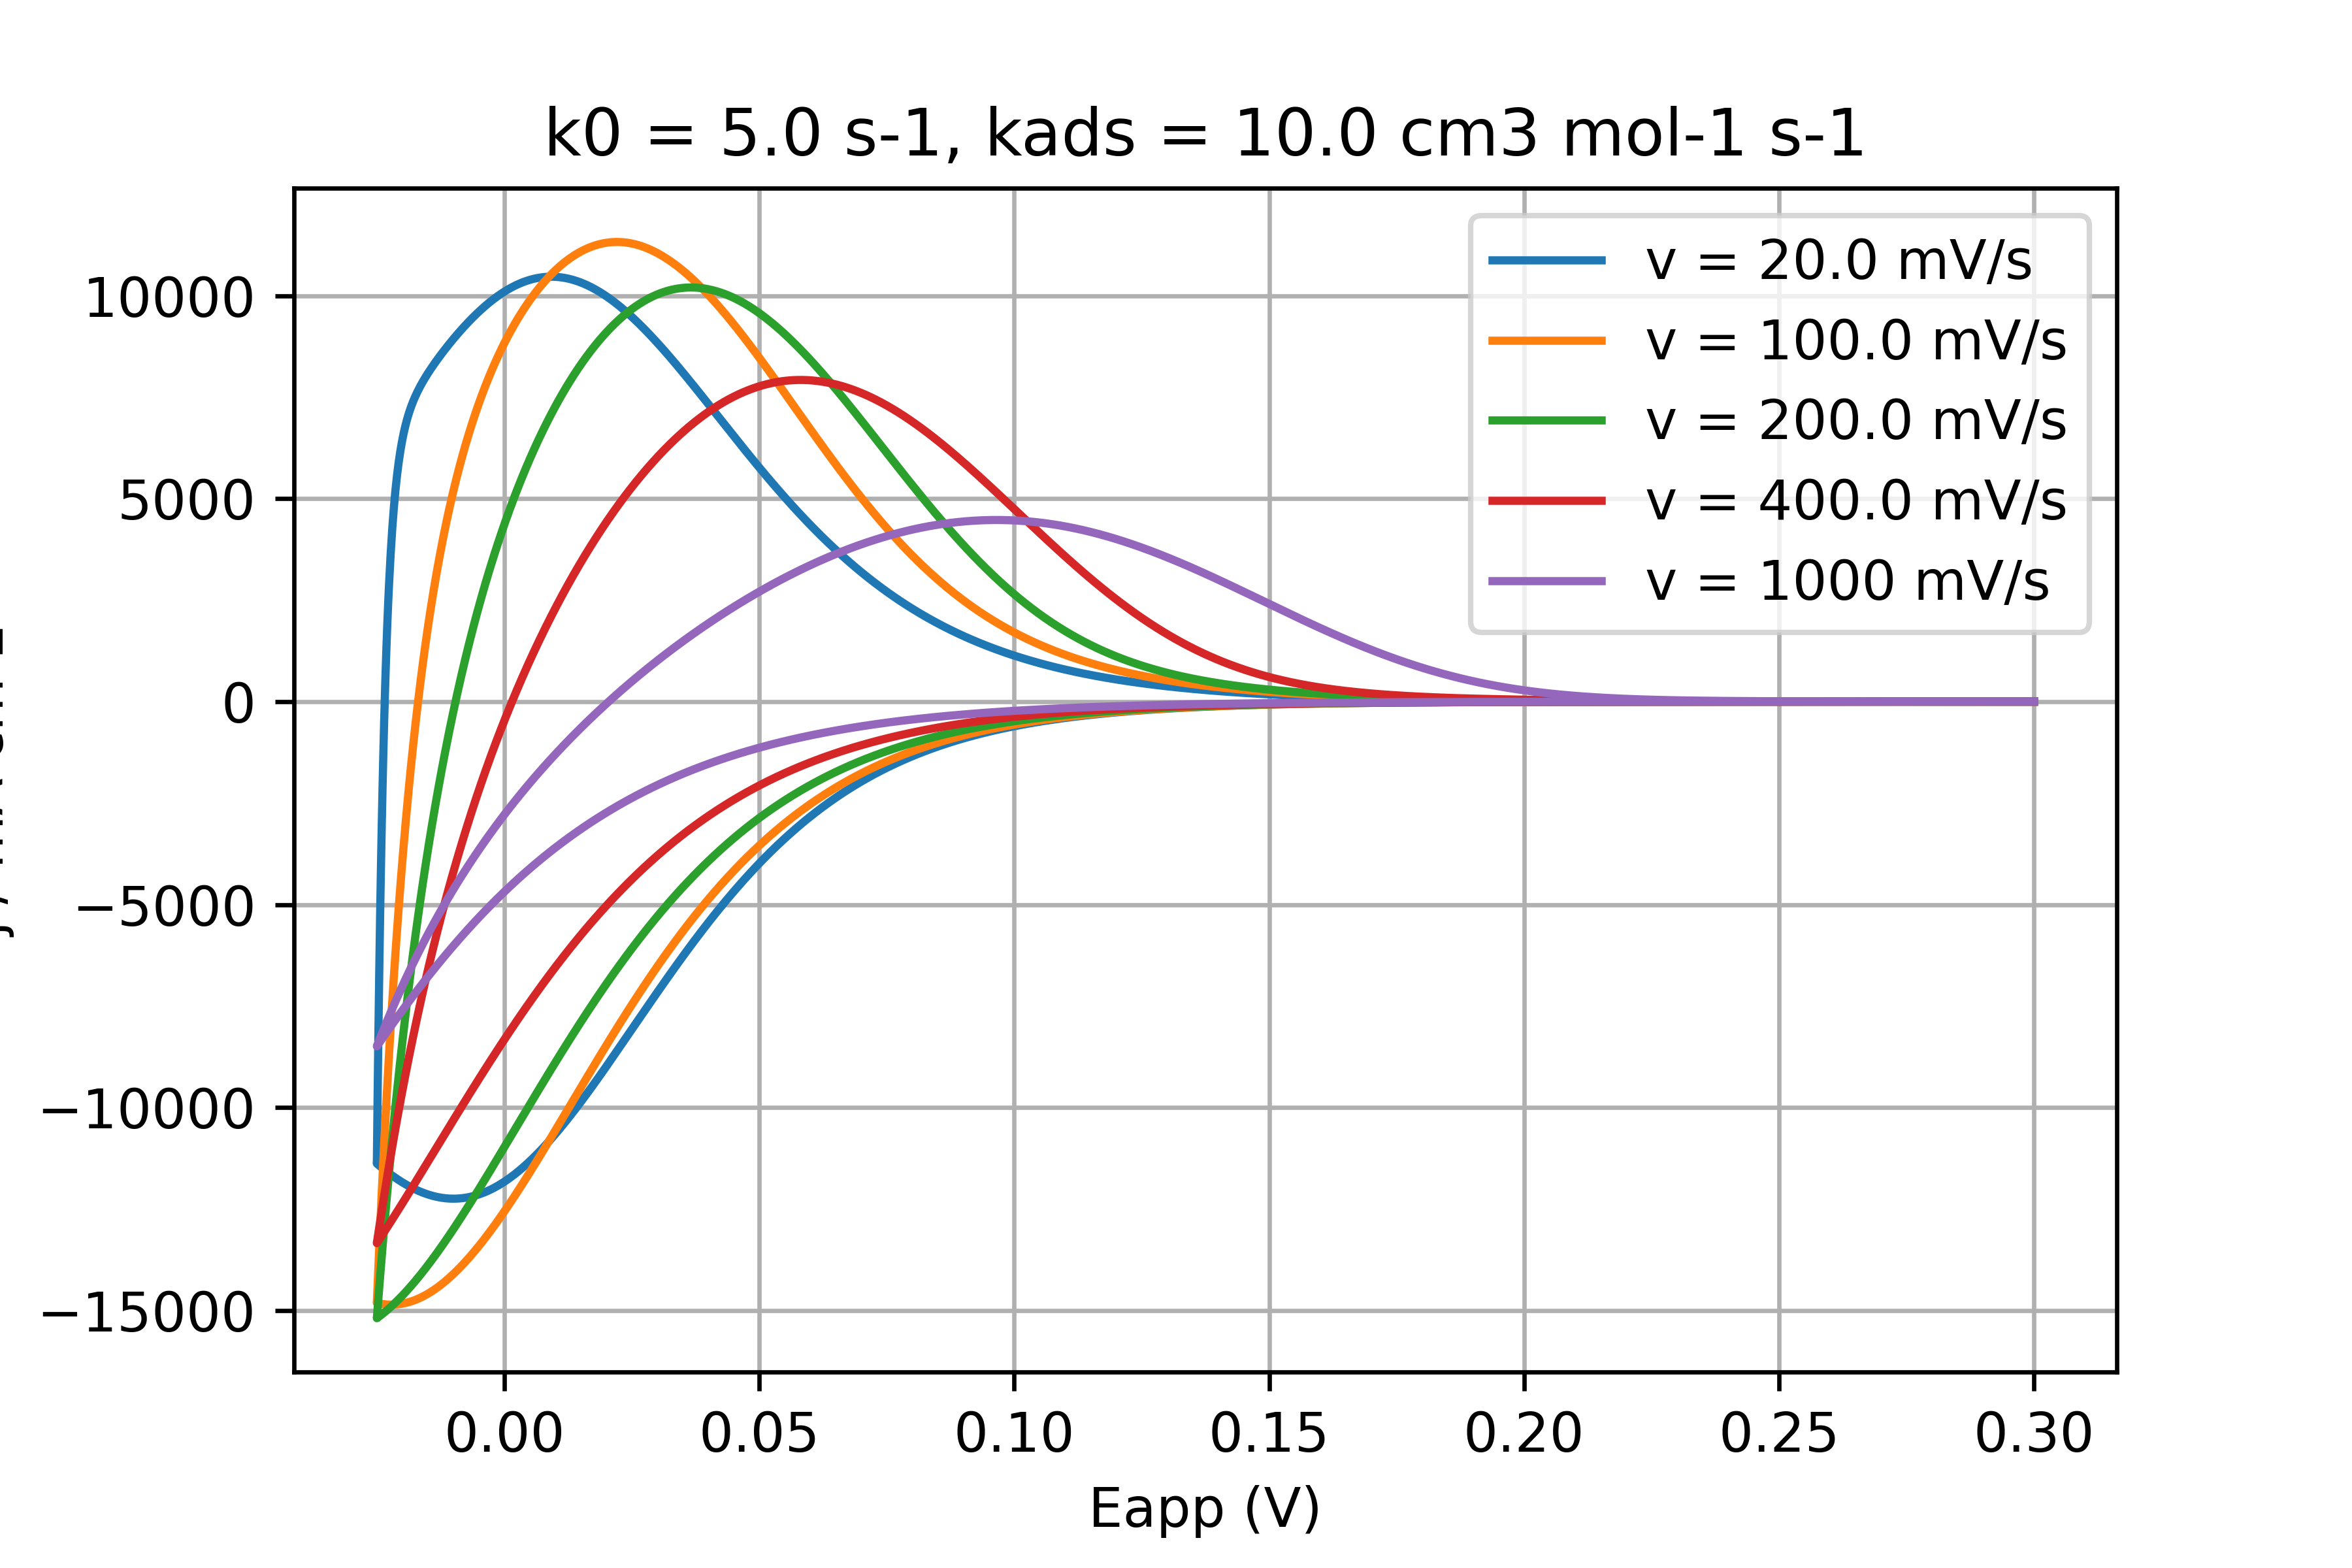 k0 = 5.0 s-1, kads = 10.0 cm3 mol-1 s-1
v = 20.0 mV/s
v = 100.0 mV/s
v = 200.0 mV/s
v = 400.0 mV/s
v = 1000 mV/s
10000
5000
0
−5000
−10000
−15000
0.00 0.05 0.10 0.15 0.20 0.25 0.30
Eapp (V)